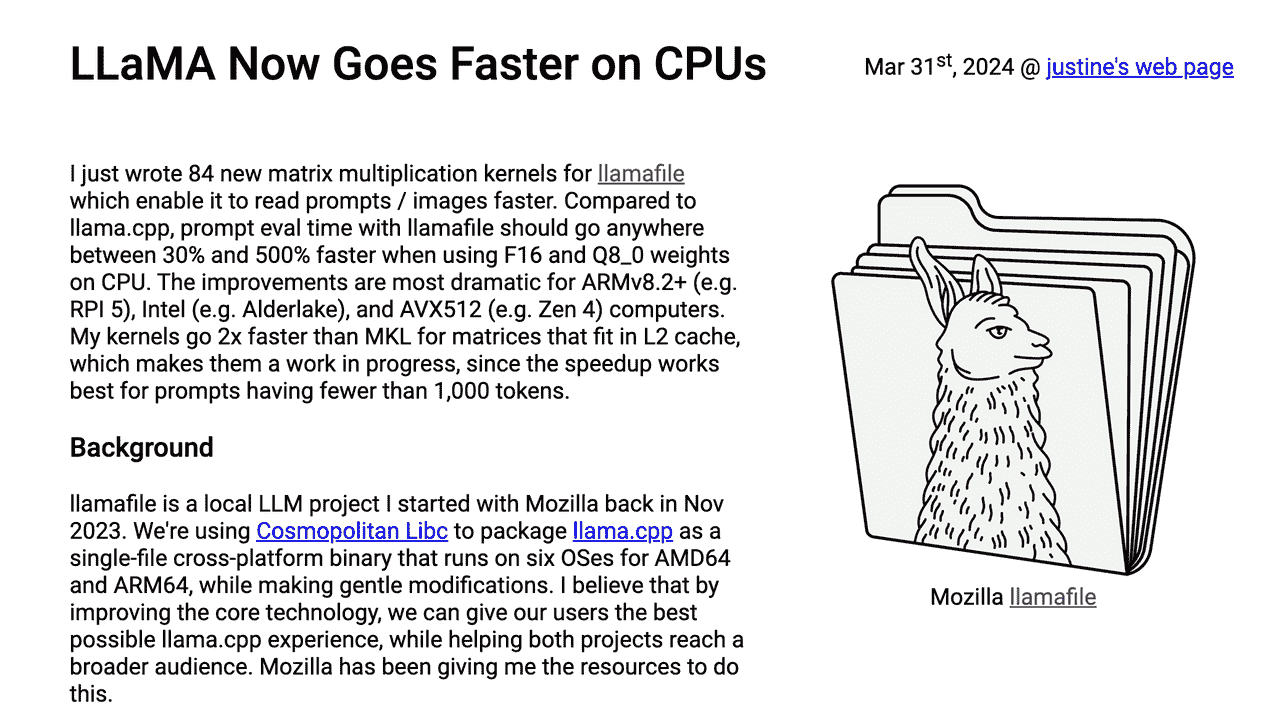 LLaMA Now Goes Faster on CPUs
Mar 31st, 2024 @ justine's web page
I just wrote 84 new matrix multiplication kernels for llamafile
which enable it to read prompts / images faster. Compared to
llama.cpp, prompt eval time with llamafile should go anywhere
between 30% and 500% faster when using F16 and Q8_0 weights
on CPU. The improvements are most dramatic for ARMv8.2+ (e.g.
RPI 5), Intel (e.g. Alderlake), and AVX512 (e.g. Zen 4) computers.
My kernels go 2x faster than MKL for matrices that fit in L2 cache,
which makes them a work in progress, since the speedup works
best for prompts having fewer than 1,000 tokens.
Background
llamafile is a local LLM project I started with Mozilla back in Nov
2023. We're using Cosmopolitan Libc to package llama.cpp as a
single-file cross-platform binary that runs on six OSes for AMD64
and ARM64, while making gentle modifications. I believe that by
improving the core technology, we can give our users the best
possible llama.cpp experience, while helping both projects reach a
broader audience. Mozilla has been giving me the resources to do
this.
Mozilla llamafile